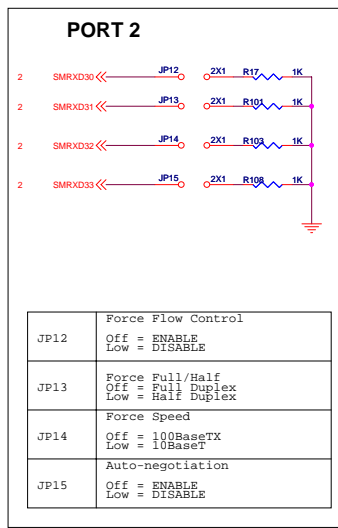 PORT 2
2 SMRXD30 JP12 2X1 R17 1K
2 SMRXD31 JP13 2X1 R101 1K
2 SMRXD32 JP14 2X1 R103 1K
2 SMRXD33 JP15 2X1 R108 1K
JP12 Force Flow Control
Off = ENABLE
Low = DISABLE
JP13 Force Full/Half
Off = Full Duplex
Low = Half Duplex
JP14 Force Speed
Off = 100BaseTX
Low = 10BaseT
JP15 Auto-negotiation
Off = ENABLE
Low = DISABLE